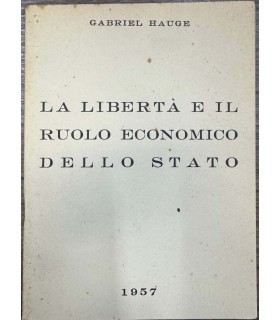 GABRIEL HAUGE
LA LIBERTÀ E IL
RUOLO ECONOMICO
DELLO STATO
1957